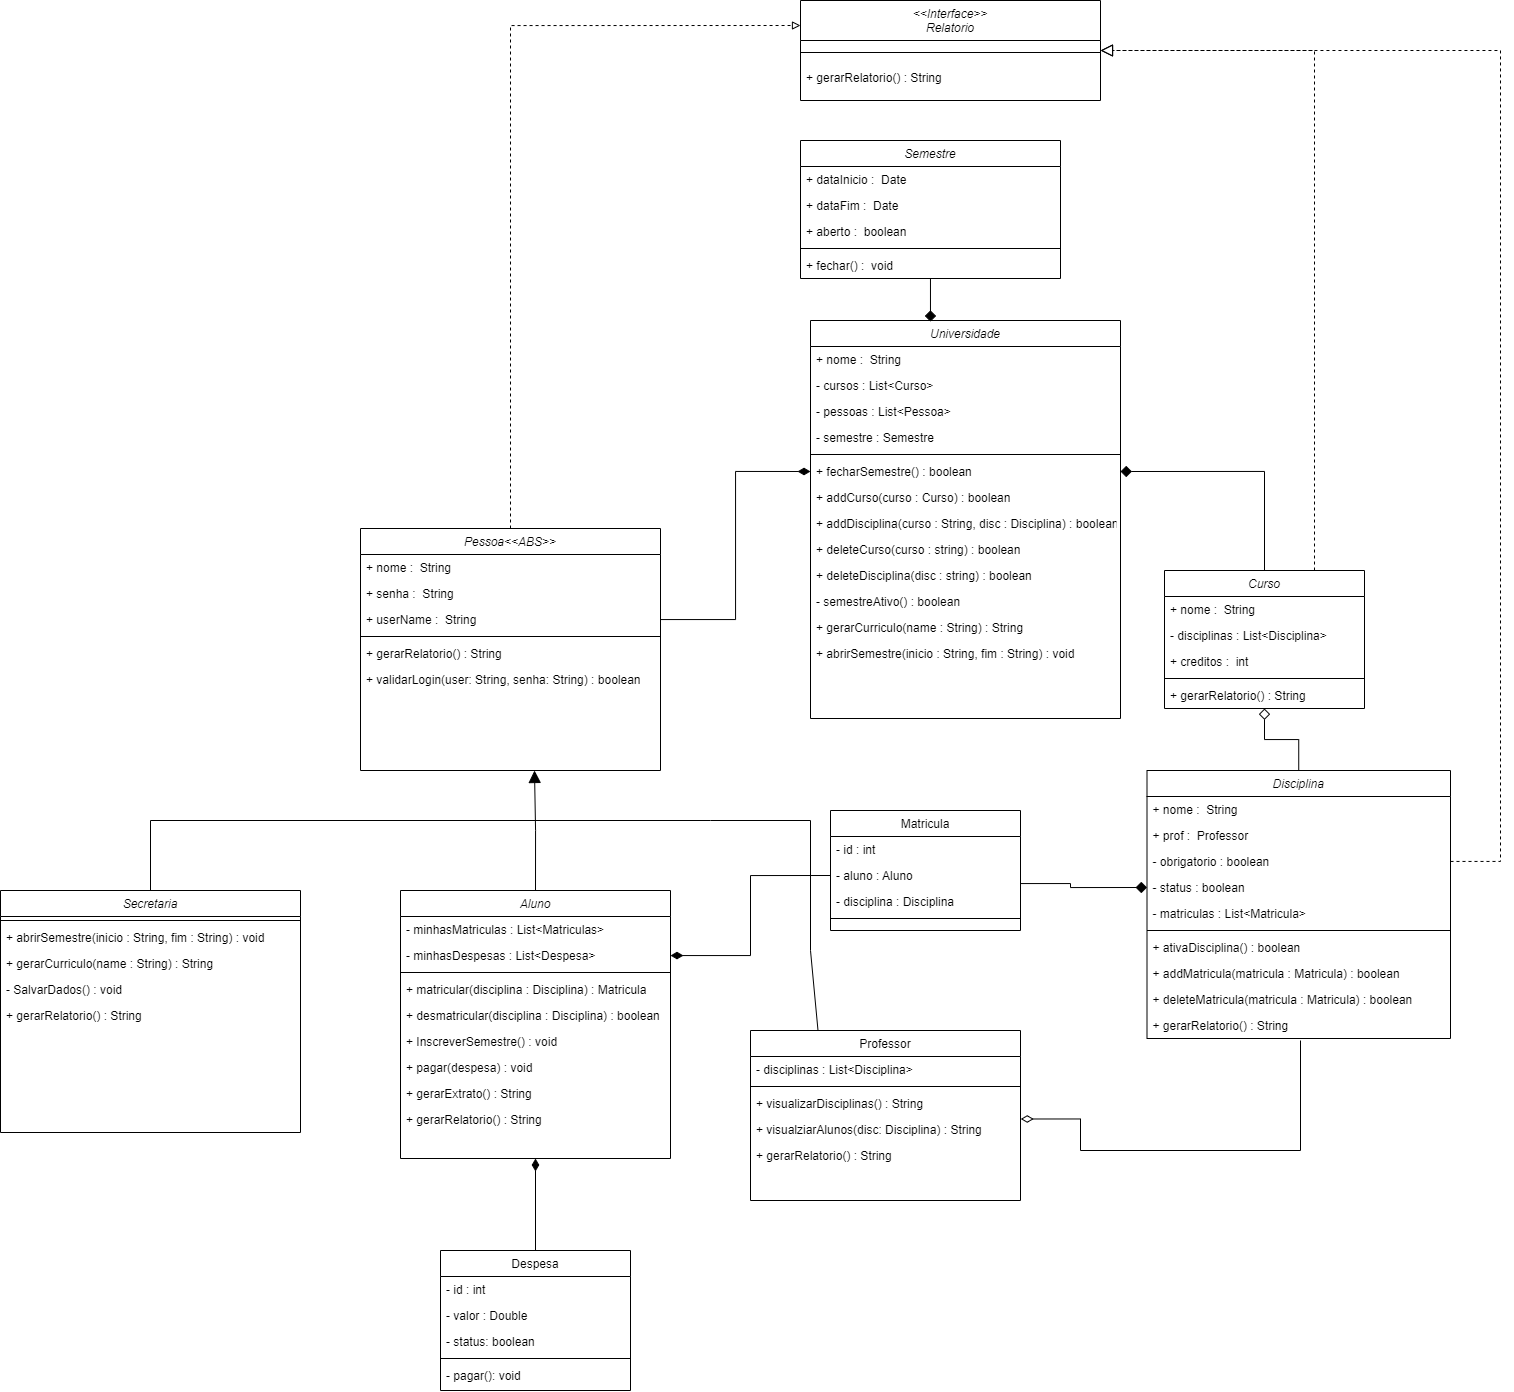 <<Interface>>
Relatorio
+ gerarRelatorio() : String
Semestre
+ dataInicio :  Date
+ dataFim :  Date
+ aberto :  boolean
+ fechar() :  void
Universidade
+ nome :  String
- cursos : List<Curso>
- pessoas : List<Pessoa>
- semestre : Semestre
+ fecharSemestre() : boolean
+ addCurso(curso : Curso) : boolean
+ addDisciplina(curso : String, disc : Disciplina) : boolean
+ deleteCurso(curso : string) : boolean
+ deleteDisciplina(disc : string) : boolean
- semestreAtivo() : boolean
+ gerarCurriculo(name : String) : String
+ abrirSemestre(inicio : String, fim : String) : void
Pessoa<<ABS>>
+ nome :  String
+ senha :  String
+ userName :  String
+ gerarRelatorio() : String
+ validarLogin(user: String, senha: String) : boolean
Curso
+ nome :  String
- disciplinas : List<Disciplina>
+ creditos :  int
+ gerarRelatorio() : String
Disciplina
+ nome :  String
+ prof :  Professor
- obrigatorio : boolean
- status : boolean
- matriculas : List<Matricula>
+ ativaDisciplina() : boolean
+ addMatricula(matricula : Matricula) : boolean
+ deleteMatricula(matricula : Matricula) : boolean
+ gerarRelatorio() : String
Matricula
- id : int
- aluno : Aluno
- disciplina : Disciplina
Secretaria
+ abrirSemestre(inicio : String, fim : String) : void
+ gerarCurriculo(name : String) : String
- SalvarDados() : void
+ gerarRelatorio() : String
Aluno
- minhasMatriculas : List<Matriculas>
- minhasDespesas : List<Despesa>
+ matricular(disciplina : Disciplina) : Matricula
+ desmatricular(disciplina : Disciplina) : boolean
+ InscreverSemestre() : void
+ pagar(despesa) : void
+ gerarExtrato() : String
+ gerarRelatorio() : String
Professor
- disciplinas : List<Disciplina>
+ visualizarDisciplinas() : String
+ visualziarAlunos(disc: Disciplina) : String
+ gerarRelatorio() : String
Despesa
- id : int
- valor : Double
- status: boolean
- pagar(): void